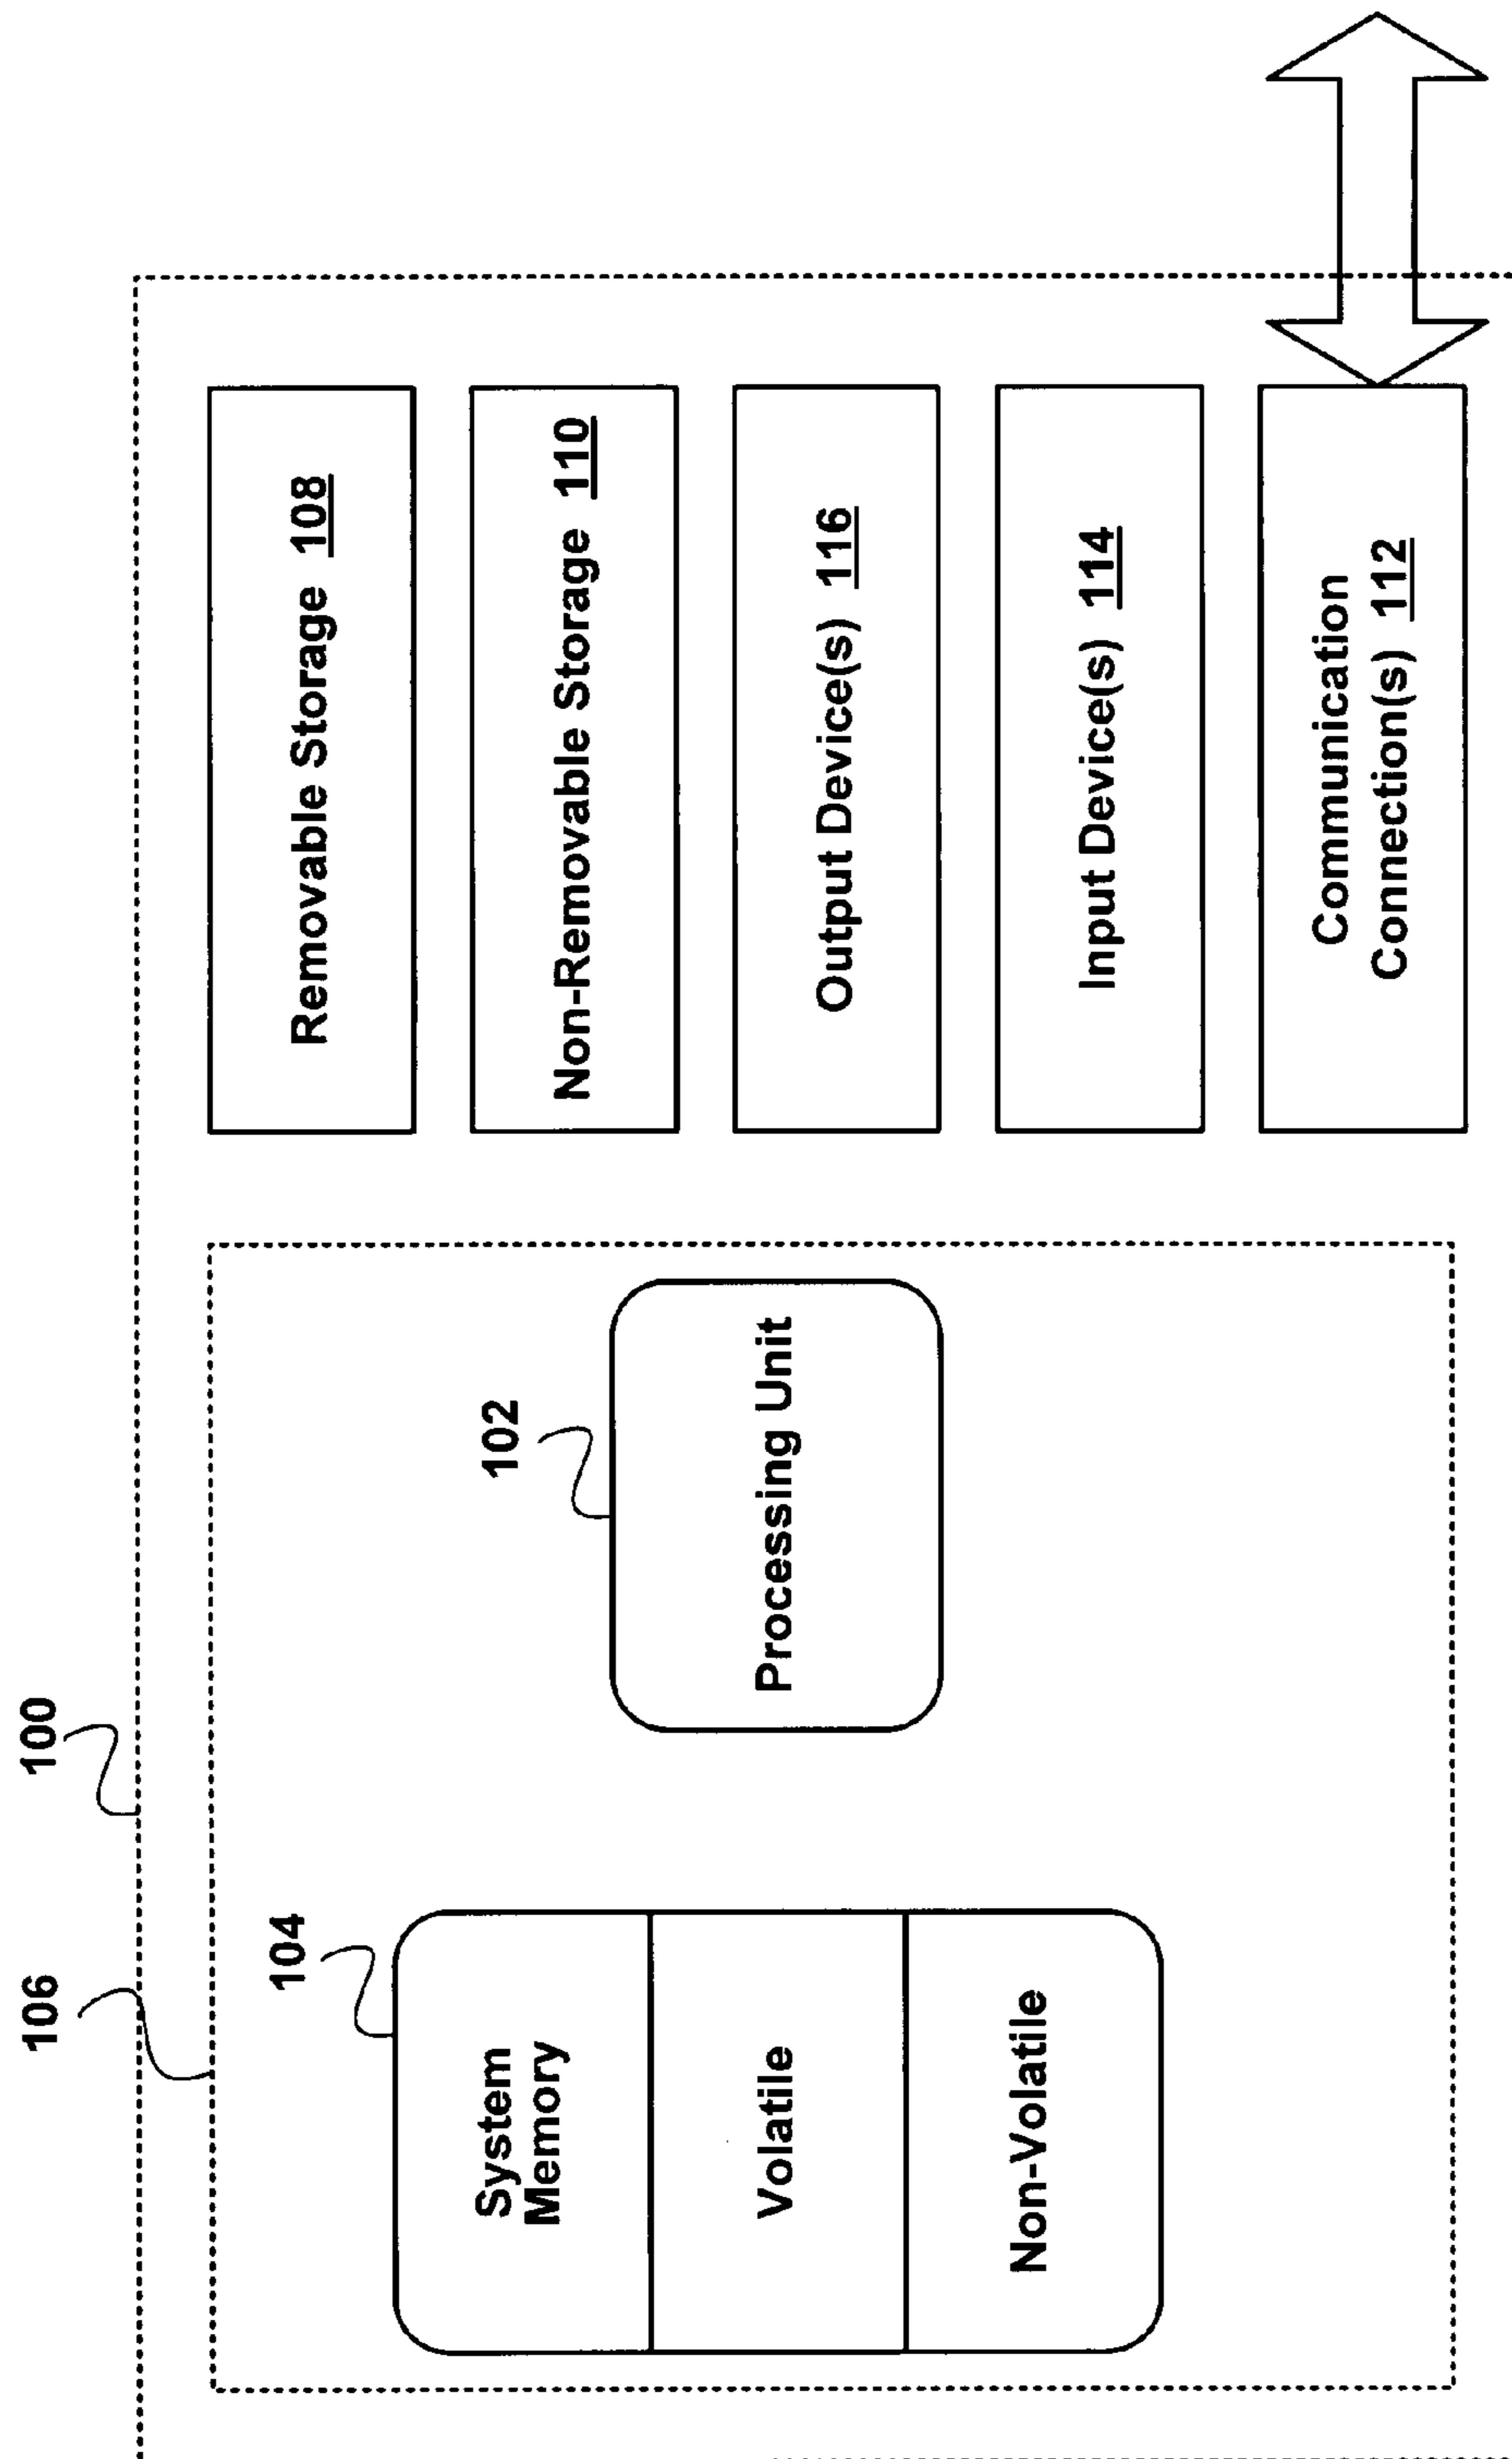 100
106
104
System
Memory
Volatile
Non-Volatile
102
Processing Unit
Removable Storage 108
Non-Removable Storage 110
Output Device(s) 116
Input Device(s) 114
Communication
Connection(s) 112